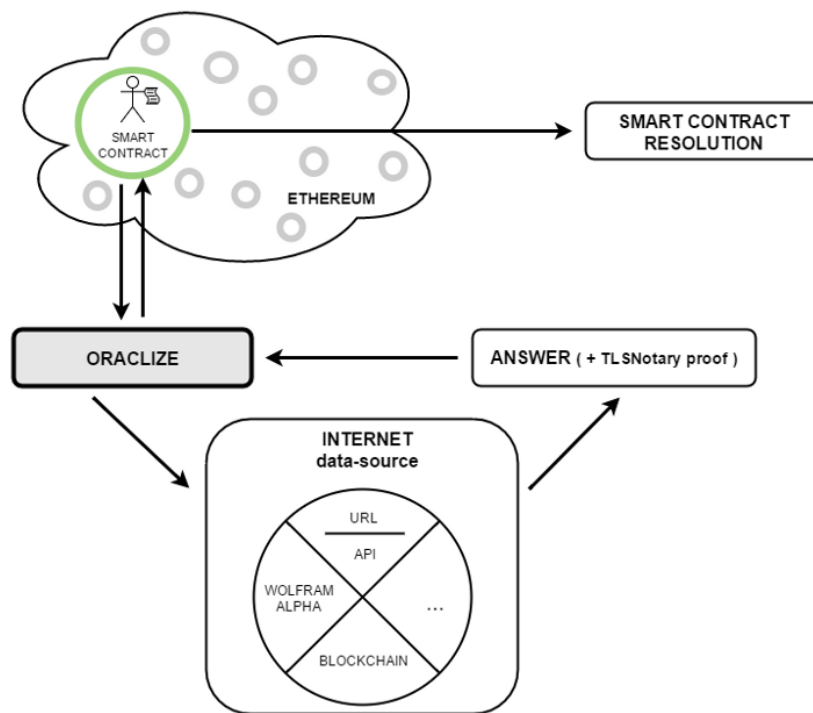 SMART
CONTRACT
SMART CONTRACT
RESOLUTION
ETHEREUM
ORACLIZE
ANSWER ( + TLSNotary proof )
INTERNET
data-source
URL
API
WOLFRAM
ALPHA
...
BLOCKCHAIN